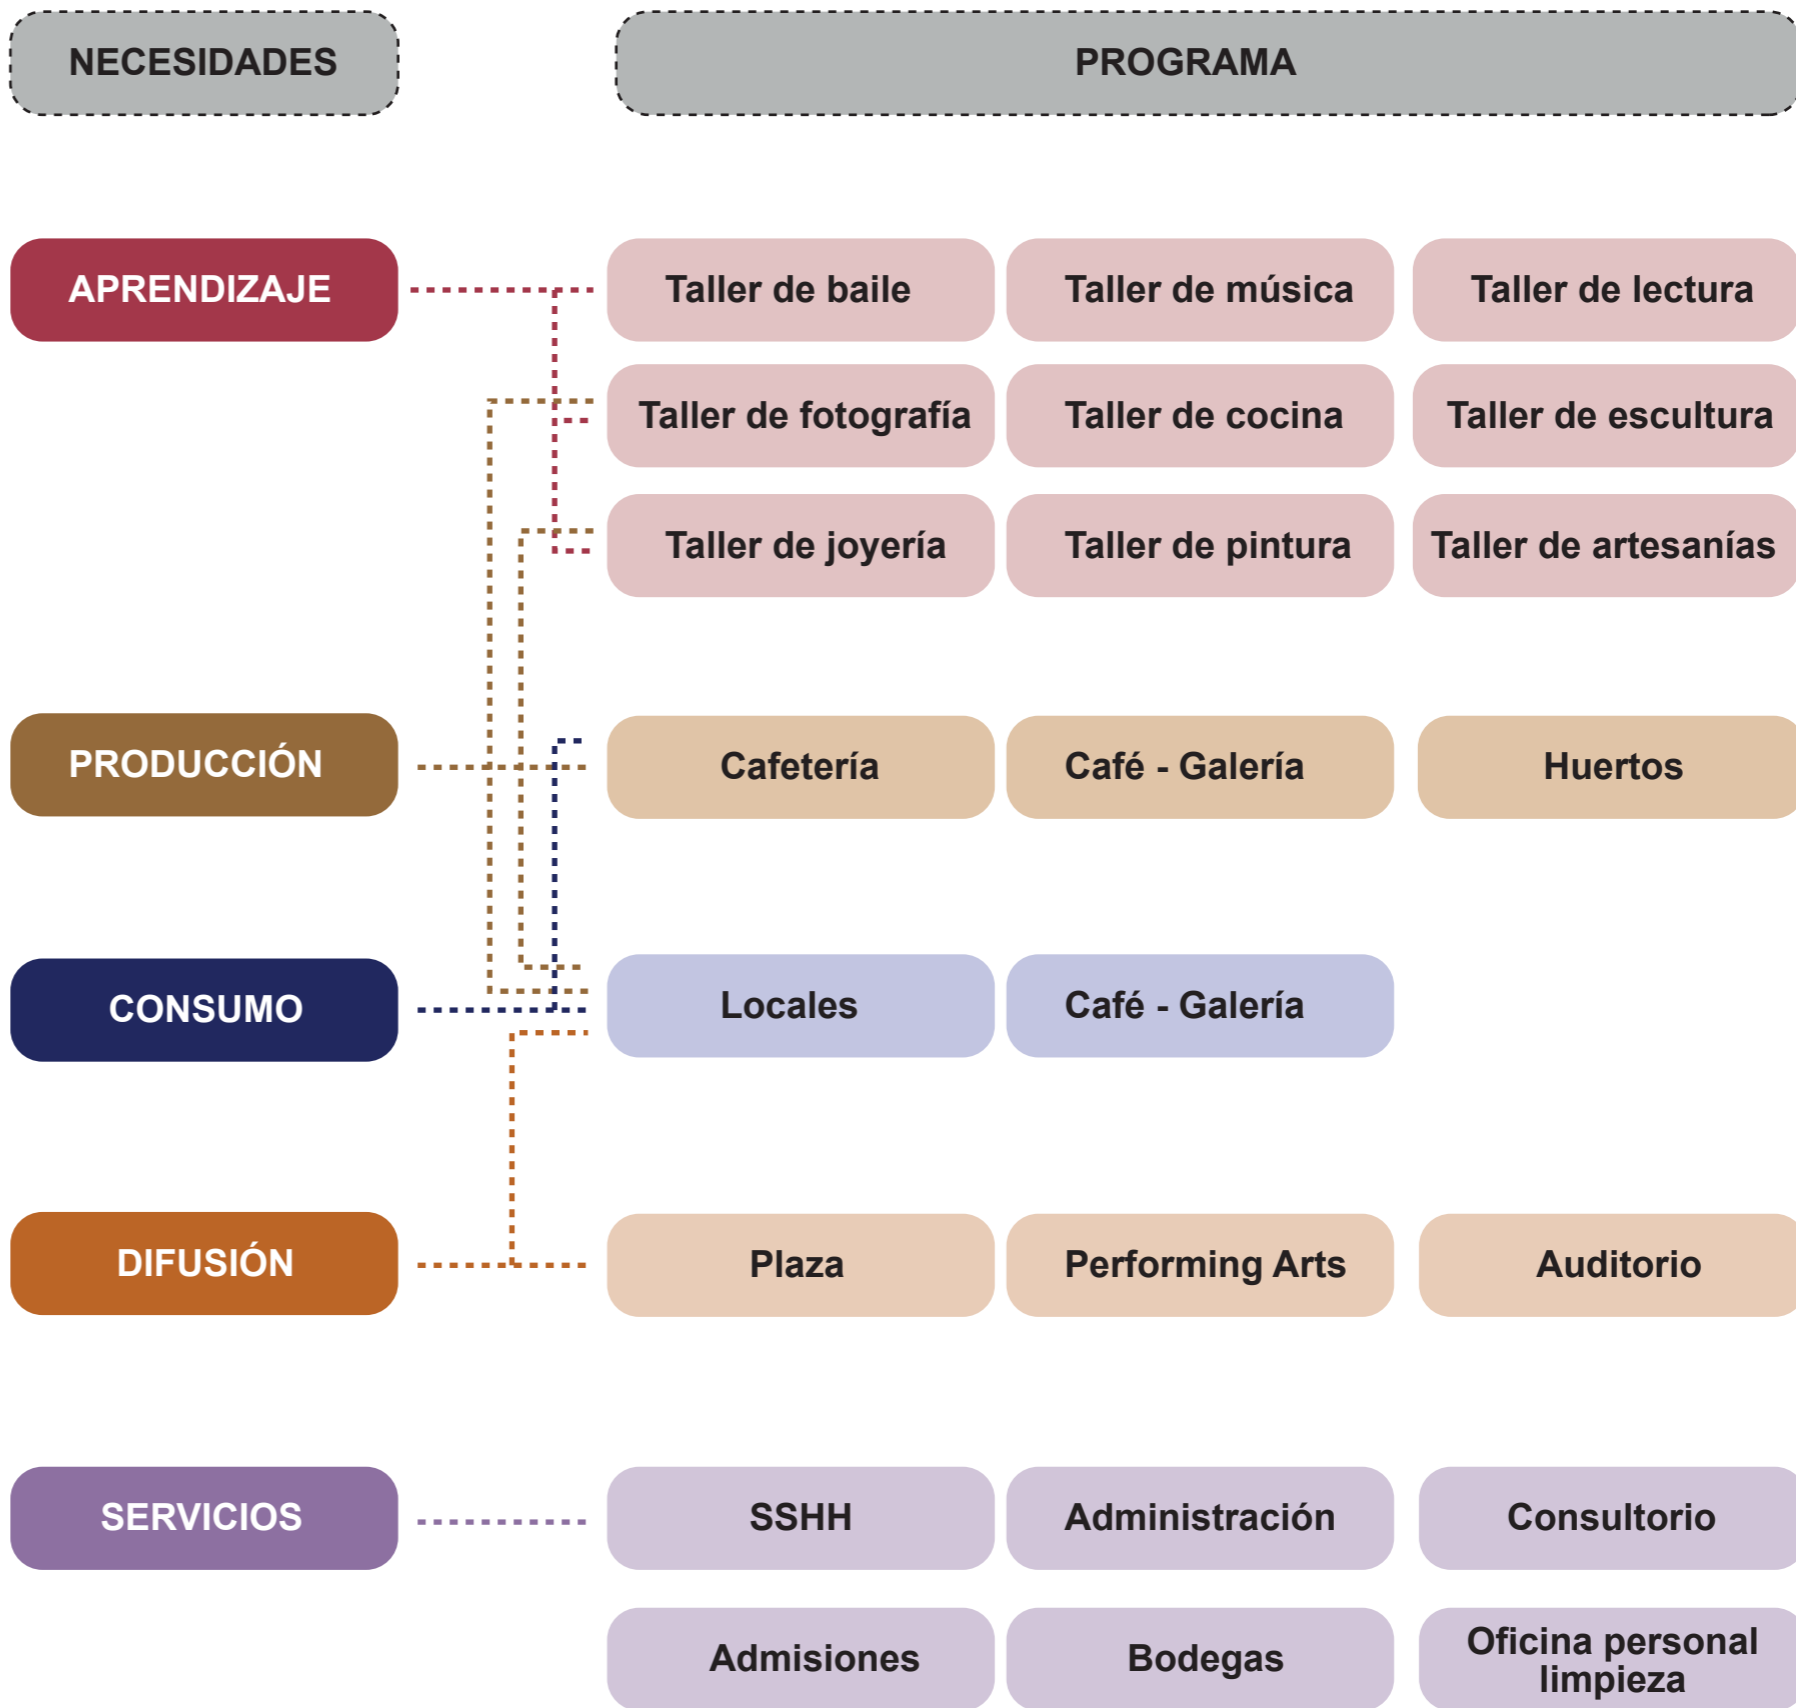 NECESIDADES
PROGRAMA
APRENDIZAJE
Taller de baile
Taller de música
Taller de lectura
Taller de fotografía
Taller de cocina
Taller de escultura
Taller de joyería
Taller de pintura
Taller de artesanías
PRODUCCIÓN
Cafetería
Café - Galería
Huertos
CONSUMO
Locales
Café - Galería
DIFUSIÓN
Plaza
Performing Arts
Auditorio
SERVICIOS
SSHH
Administración
Consultorio
Admisiones
Bodegas
Oficina personal
limpieza